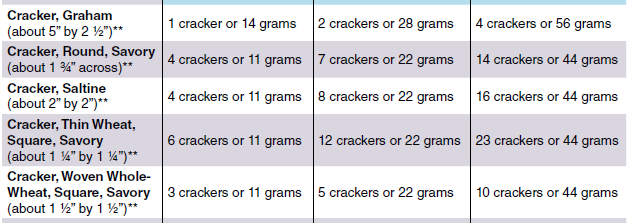 Cracker, Graham
(about 5" by 2 ½")**
1 cracker or 14 grams
2 crackers or 28 grams
4 crackers or 56 grams
Cracker, Round, Savory
(about 1 ¾" across)**
4 crackers or 11 grams
7 crackers or 22 grams
14 crackers or 44 grams
Cracker, Saltine
(about 2" by 2")**
4 crackers or 11 grams
8 crackers or 22 grams
16 crackers or 44 grams
Cracker, Thin Wheat,
Square, Savory
(about 1 ¼" by 1 ¼")**
6 crackers or 11 grams
12 crackers or 22 grams
23 crackers or 44 grams
Cracker, Woven Whole-
Wheat, Square, Savory
(about 1 ½" by 1 ½")**
3 crackers or 11 grams
5 crackers or 22 grams
10 crackers or 44 grams